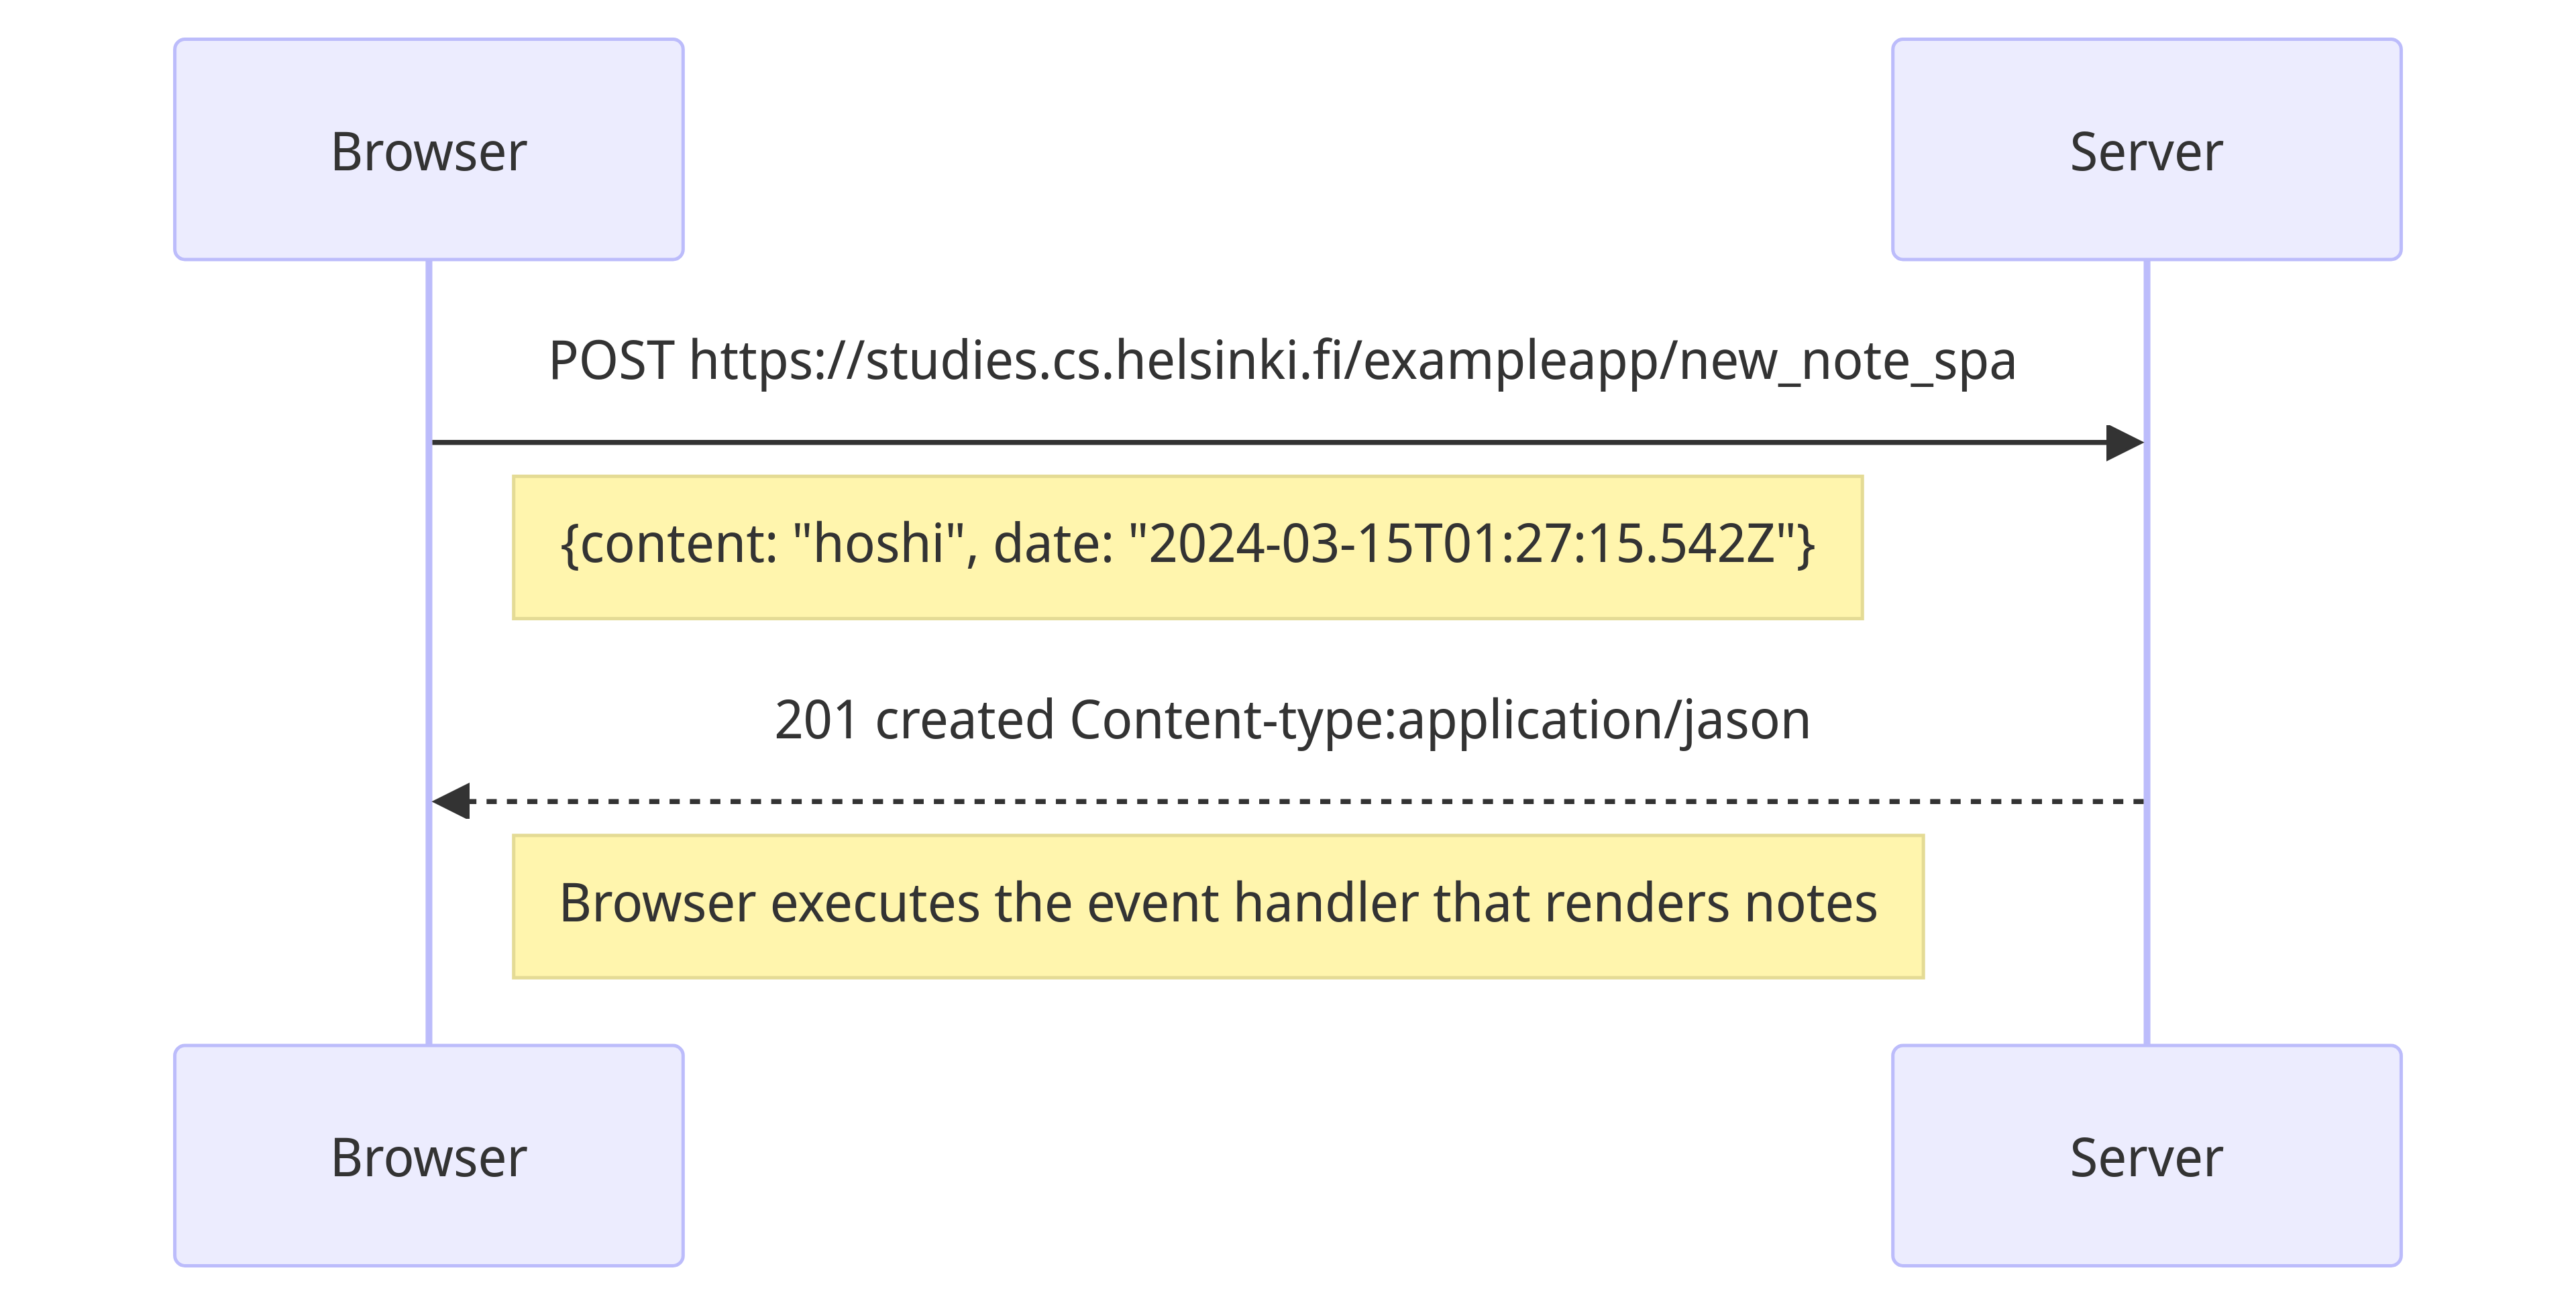 Browser
Server
POST https://studies.cs.helsinki.fi/exampleapp/new_note_spa
{content: "hoshi", date: "2024-03-15T01:27:15.542Z"}
201 created Content-type:application/jason
Browser executes the event handler that renders notes
Browser
Server